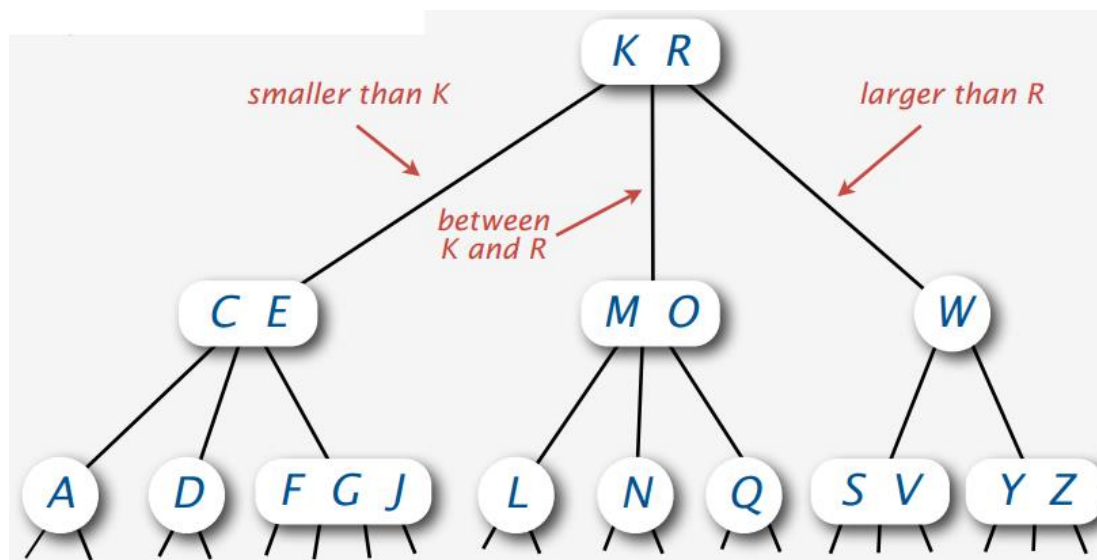 K R
smaller than K
larger than R
between
K and R
C E
M O
W
A
D
F G J
L
N
Q
S V
Y Z